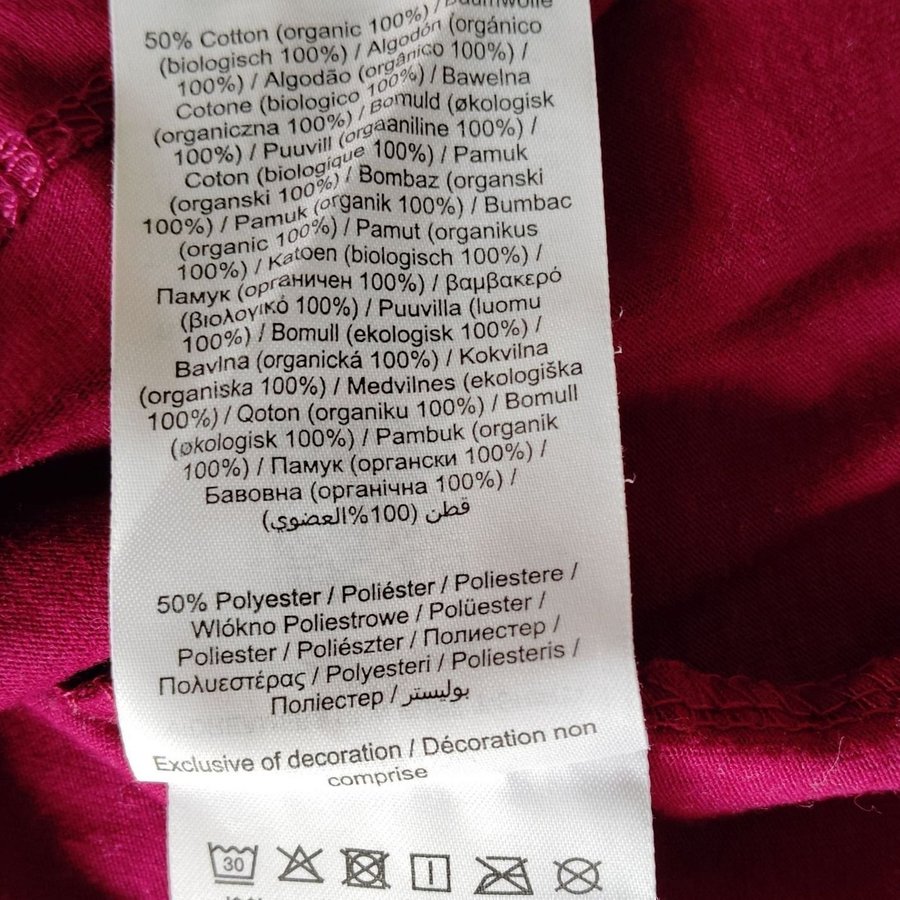 50% Cotton (organic 100%) / Baumwolle
(biologisch 100%) / Algodón (orgánico
100%) / Algodão (orgánico 100%) /
Cotone (biologico 100%) / Bawelna
(organiczna 100%) / Bomuld (økologisk
100%) / Puuvill (orgaaniline 100%) /
Coton (biologique 100%) / Pamuk
(organski 100%) / Bombaz (organski
100%) / Pamuk (organik 100%) / Bumbac
(organic 100%) / Pamut (organikus
100%) / Katoen (biologisch 100%) /
Памук (органичен 100%) / βαμβακερό
(βιολογικό 100%) / Puuvilla (luomu
100%) / Bomull (ekologisk 100%) /
Bavlna (organická 100%) / Kokvilna
(organiska 100%) / Medvilnes (ekologiška
100%) / Qoton (organiku 100%) / Bomull
(økologisk 100%) / Pambuk (organik
100%) / Памук (органски 100%) /
Бавовна (органічна 100%) /
قطن (100%العضوي)
50% Polyester / Poliéster / Poliestere /
Wlókno Poliestrowe / Polüester /
Poliester / Poliészter / Полиестер /
Πολυεστέρας / Polyesteri / Poliesteris /
Поліестер / بوليستر
Exclusive of decoration / Décoration non
comprise
30